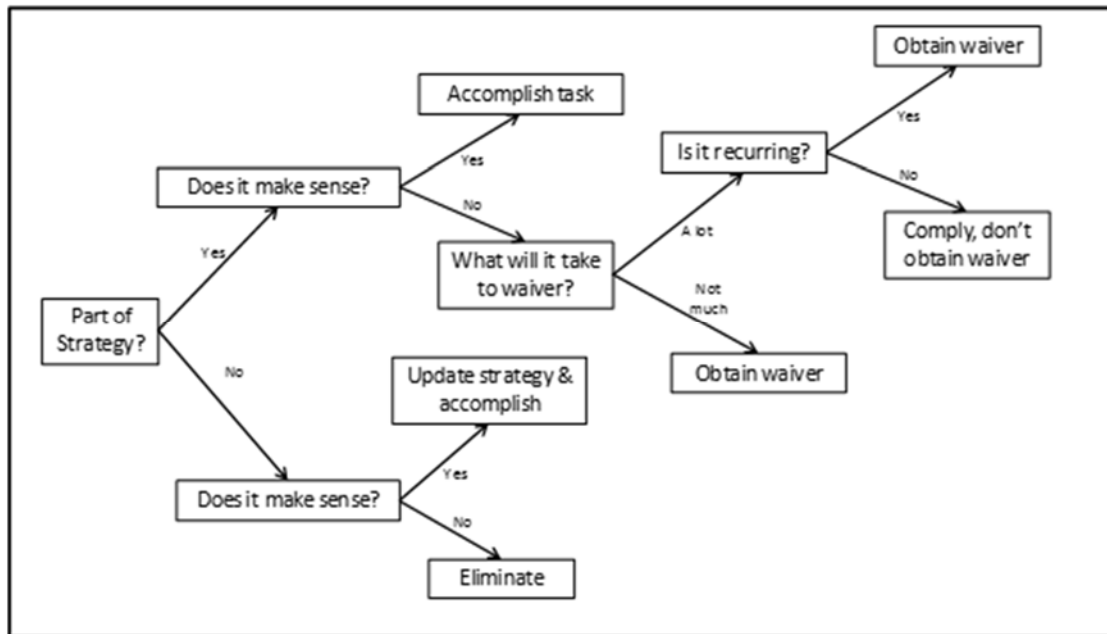 Obtain waiver
Accomplish task
Yes
Is it recurring?
Yes
Does it make sense?
No
No
A lot
Comply, don't
obtain waiver
Yes
What will it take
to waiver?
Not
much
Part of
Strategy?
Obtain waiver
No
Update strategy &
accomplish
Yes
Does it make sense?
No
Eliminate